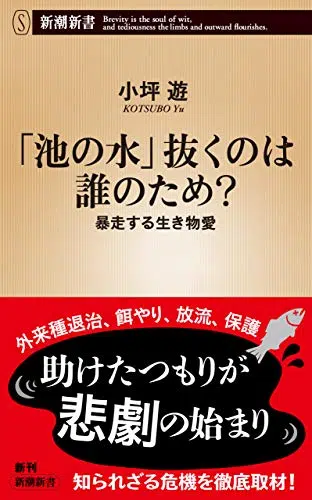 S 新潮新書
Brevity is the soul of wit,
and tediousness the limbs and outward flourishes.
小坪 遊
KOTSUBO Yu
「池の水」抜くのは
誰のため?
暴走する生き物愛
外来種退治、餌やり、放流、保護
助けたつもりが
悲劇の始まり
新刊
新潮新書
知られざる危機を徹底取材!